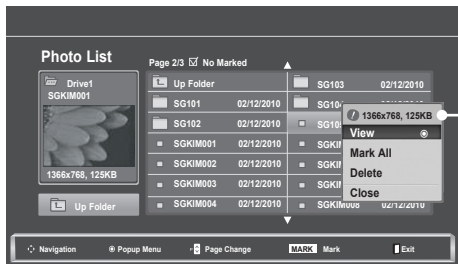 Photo List
Page 2/3 ☑ No Marked
Drive1
SGKIM001
1366x768, 125KB
Up Folder
Up Folder
SG101 02/12/2010
SG102 02/12/2010
SGKIM001 02/12/2010
SGKIM002 02/12/2010
SGKIM003 02/12/2010
SGKIM004 02/12/2010
SG103 02/12/2010
SGKIM008 02/12/2010
1366x768, 125KB
View
Mark All
Delete
Close
Navigation Popup Menu Page Change MARK Mark Exit